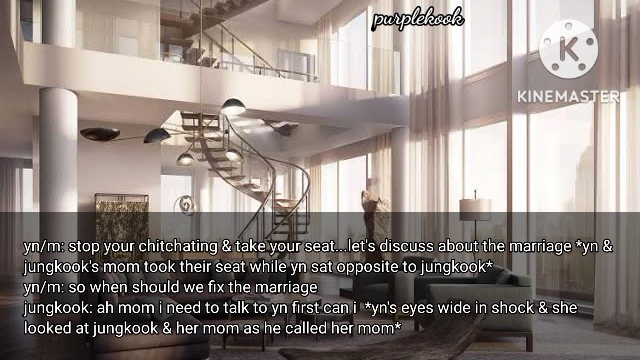 purplekook
KINEMASTER
yn/m: stop your chitchating & take your seat...let's discuss about the marriage *yn &
jungkook's mom took their seat while yn sat opposite to jungkook*
yn/m: so when should we fix the marriage
jungkook: ah mom i need to talk to yn first can i *yn's eyes wide in shock & she
looked at jungkook & her mom as he called her mom*